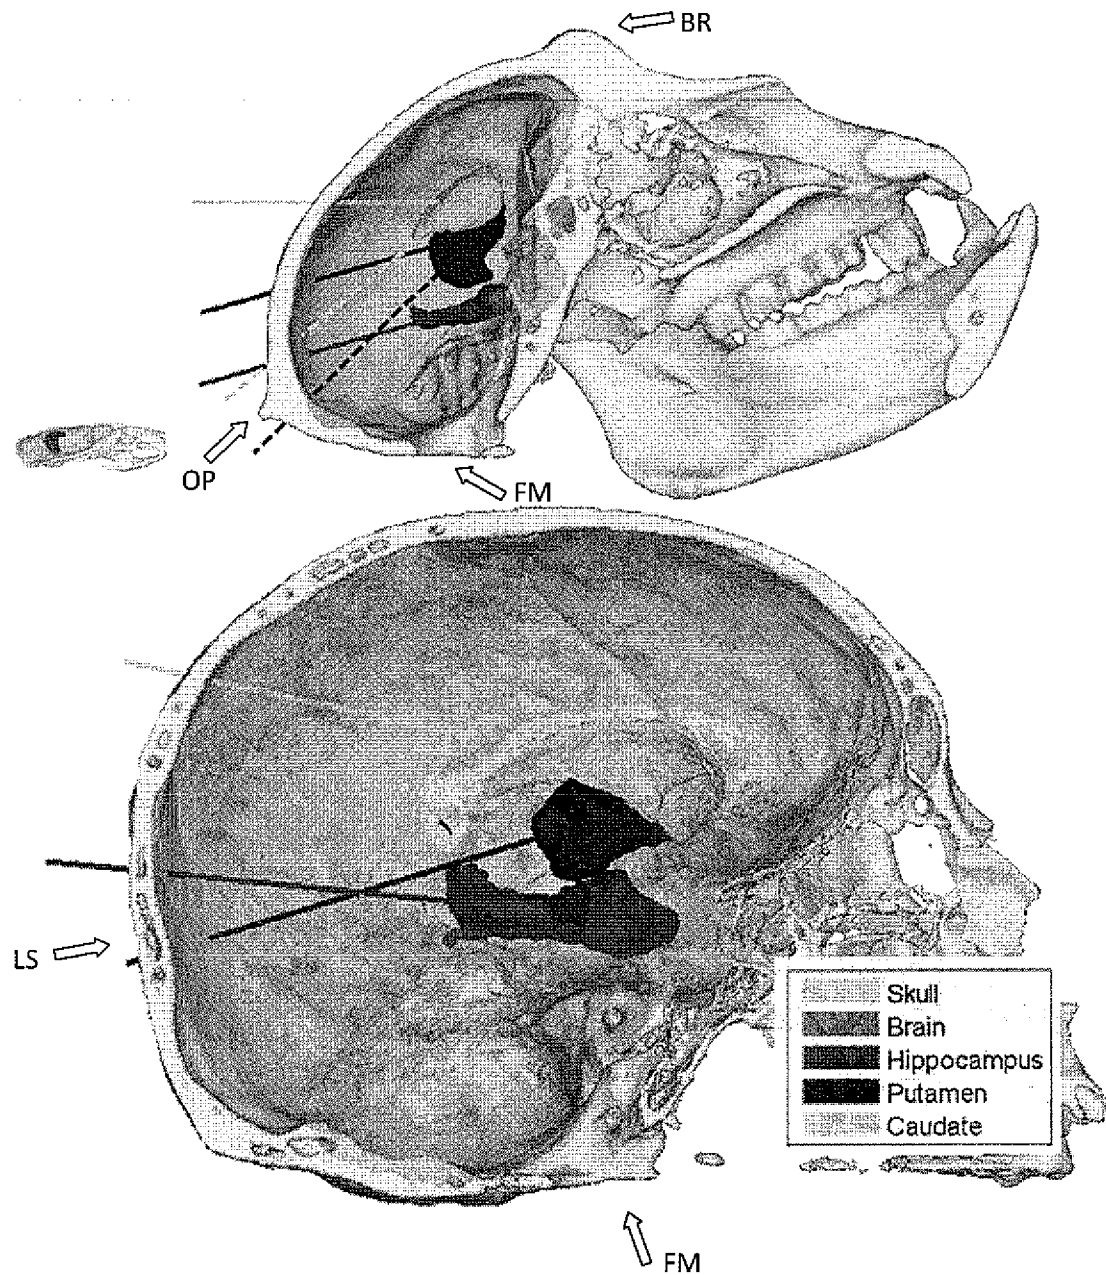 BR
OP
FM
LS
Skull
Brain
Hippocampus
Putamen
Caudate
FM